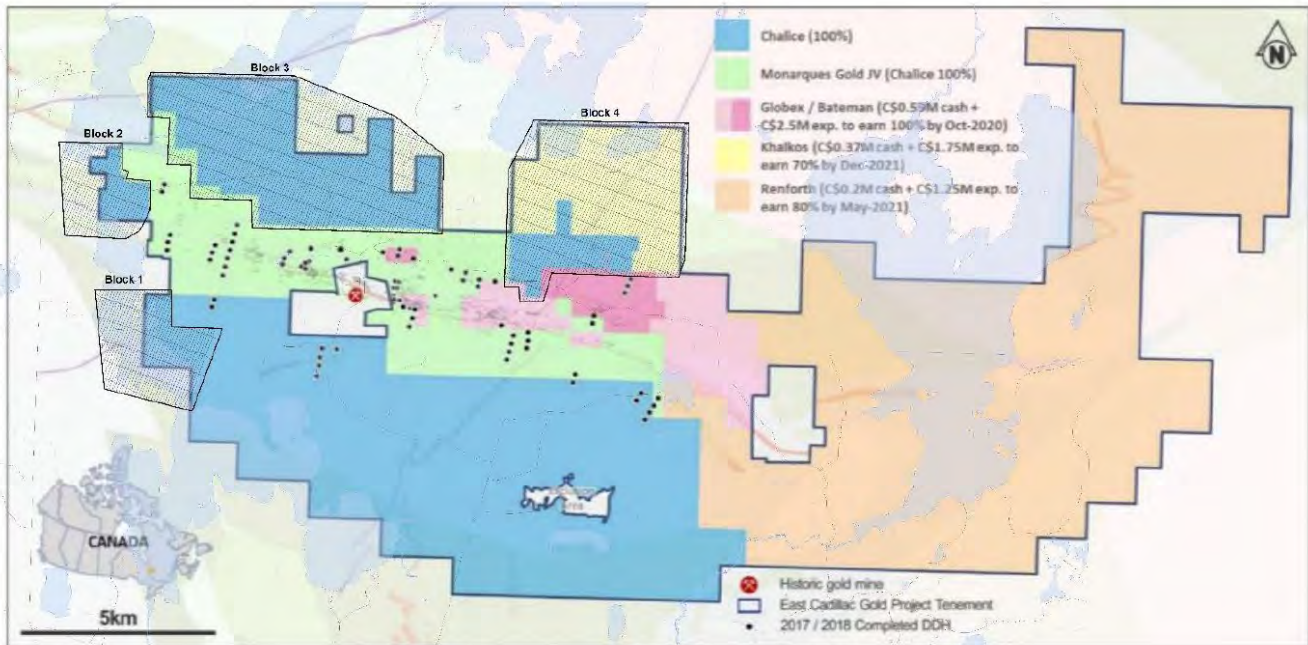 Block 3
Block 4
Block 2
Block 1
Chalice (100%)
Monarques Gold JV (Chalice 100%)
Globex / Bateman (C$0.59M cash +
C$2.5M exp. to earn 100% by Oct-2020)
Khalkos (C$0.37M cash + C$1.75M exp. to
earn 70% by Dec-2021)
Renforth (C$0.2M cash + C$1.25M exp. to
earn 80% by May-2021)
N
CANADA
5km
Historic gold mine
East Cadillac Gold Project Tenement
2017 / 2018 Completed DDH